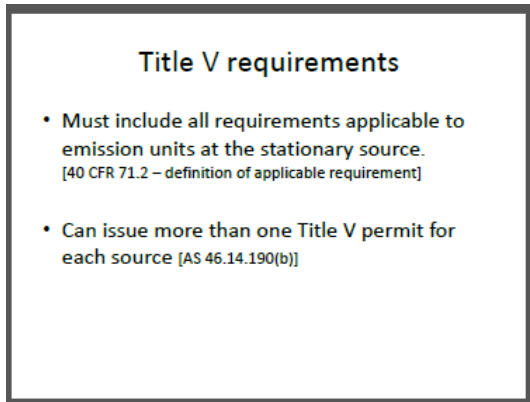 Title V requirements
• Must include all requirements applicable to
emission units at the stationary source.
[40 CFR 71.2 – definition of applicable requirement]
• Can issue more than one Title V permit for
each source [AS 46.14.190(b)]